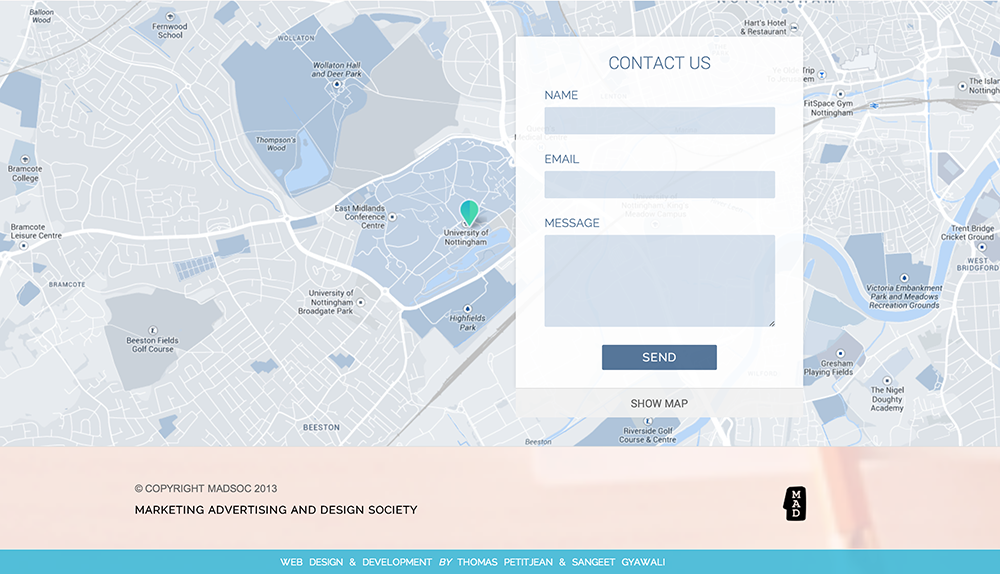 Balloon
Wood
Fernwood
School
WOLLATON
Wollaton Hall
and Deer Park
Thompson's
Wood
Bramcote
College
East Midlands
Conference
Centre
University of
Nottingham
Bramcote
Leisure Centre
BRAMCOTE
University of
Nottingham
Broadgate Park
Highfields
Park
Beeston Fields
Golf Course
BEESTON
Beeston
NOTTINGHAM
Hart's Hotel
& Restaurant
FitSpace Gym
Nottingham
The Islan
Nottingh
Trent Bridge
Cricket Ground
WEST
BRIDGFORD
Victoria Embankment
Park and Meadows
Recreation Grounds
Gresham
Playing Fields
The Nigel
Doughty
Academy
Riverside Golf
Course & Centre
CONTACT US
NAME
EMAIL
MESSAGE
SEND
SHOW MAP
© COPYRIGHT MADSOC 2013
MARKETING ADVERTISING AND DESIGN SOCIETY
MAD
WEB DESIGN & DEVELOPMENT BY THOMAS PETITJEAN & SANGEET GYAWALI